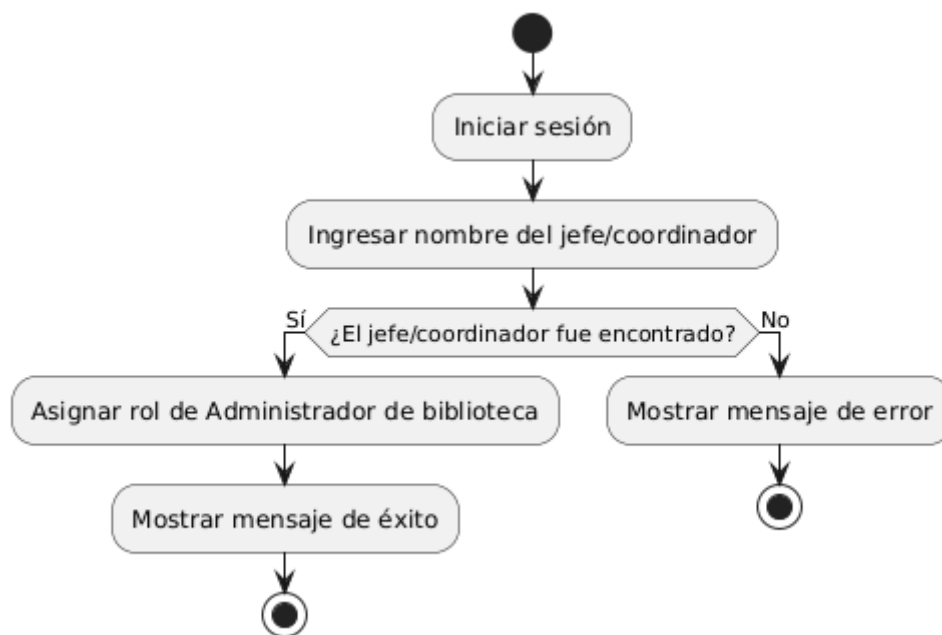 Iniciar sesión
Ingresar nombre del jefe/coordinador
Sí
¿El jefe/coordinador fue encontrado?
No
Asignar rol de Administrador de biblioteca
Mostrar mensaje de error
Mostrar mensaje de éxito